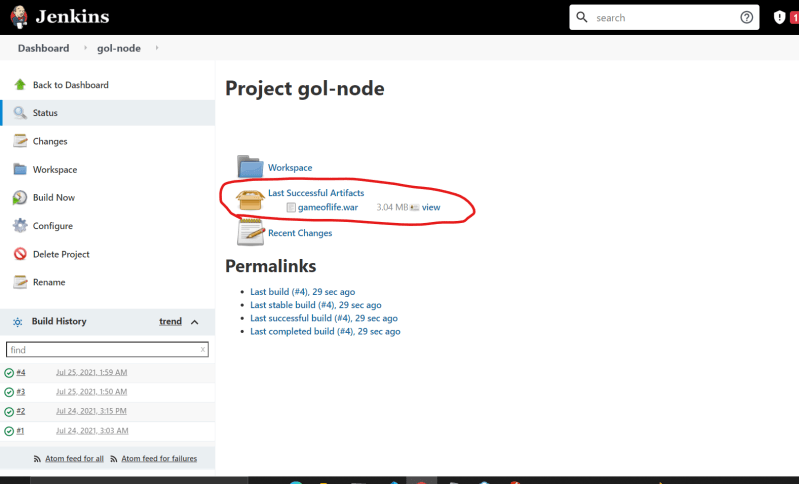 Jenkins
search
1
Dashboard
gol-node
Back to Dashboard
Status
Changes
Workspace
Build Now
Configure
Delete Project
Rename
Build History
trend
find
x
#4 Jul 25, 2021, 1:59 AM
#3 Jul 25, 2021, 1:50 AM
#2 Jul 24, 2021, 3:15 PM
#1 Jul 24, 2021, 3:03 AM
Atom feed for all Atom feed for failures
Project gol-node
Workspace
Last Successful Artifacts
gameoflife.war 3.04 MB view
Recent Changes
Permalinks
• Last build (#4), 29 sec ago
• Last stable build (#4), 29 sec ago
• Last successful build (#4), 29 sec ago
• Last completed build (#4), 29 sec ago